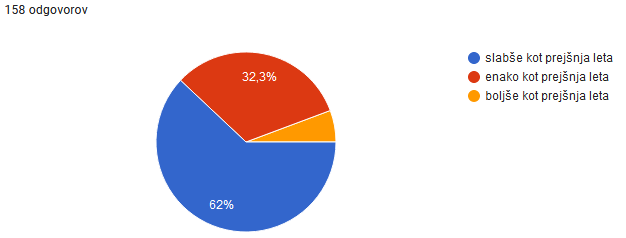 158 odgovorov
slabše kot prejšnja leta
enako kot prejšnja leta
boljše kot prejšnja leta
32,3%
62%